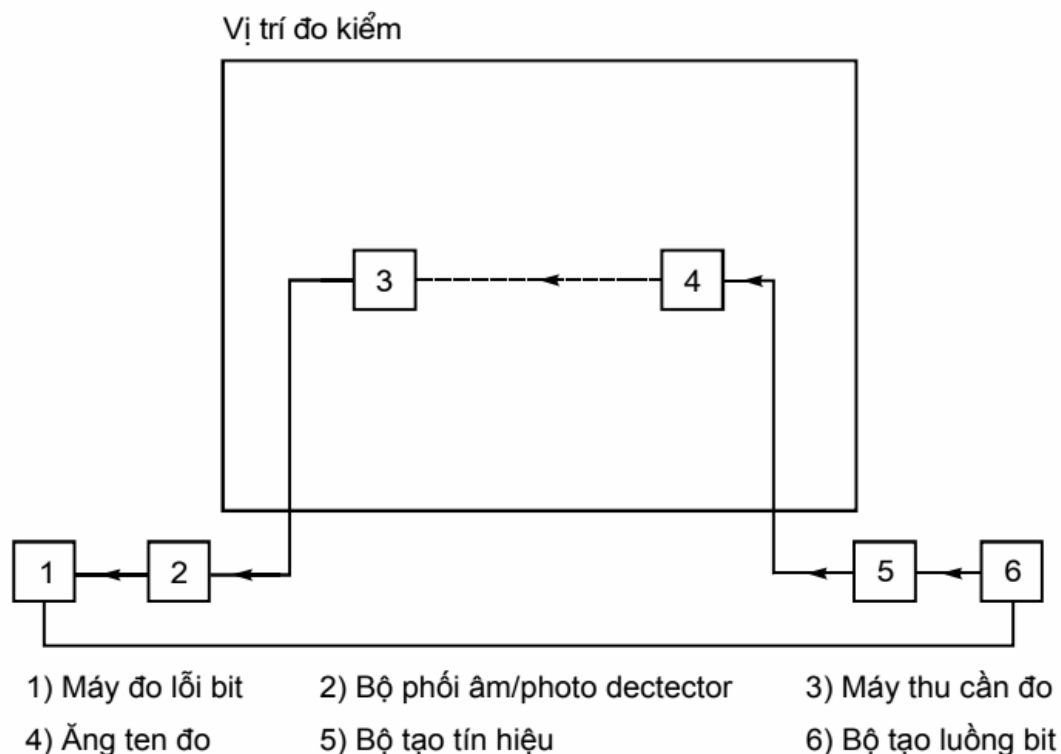 Vị trí đo kiểm
3 4
1 2 5 6
1) Máy đo lỗi bit 2) Bộ phối âm/photo dectector 3) Máy thu cần đo
4) Ăng ten đo 5) Bộ tạo tín hiệu 6) Bộ tạo luồng bit